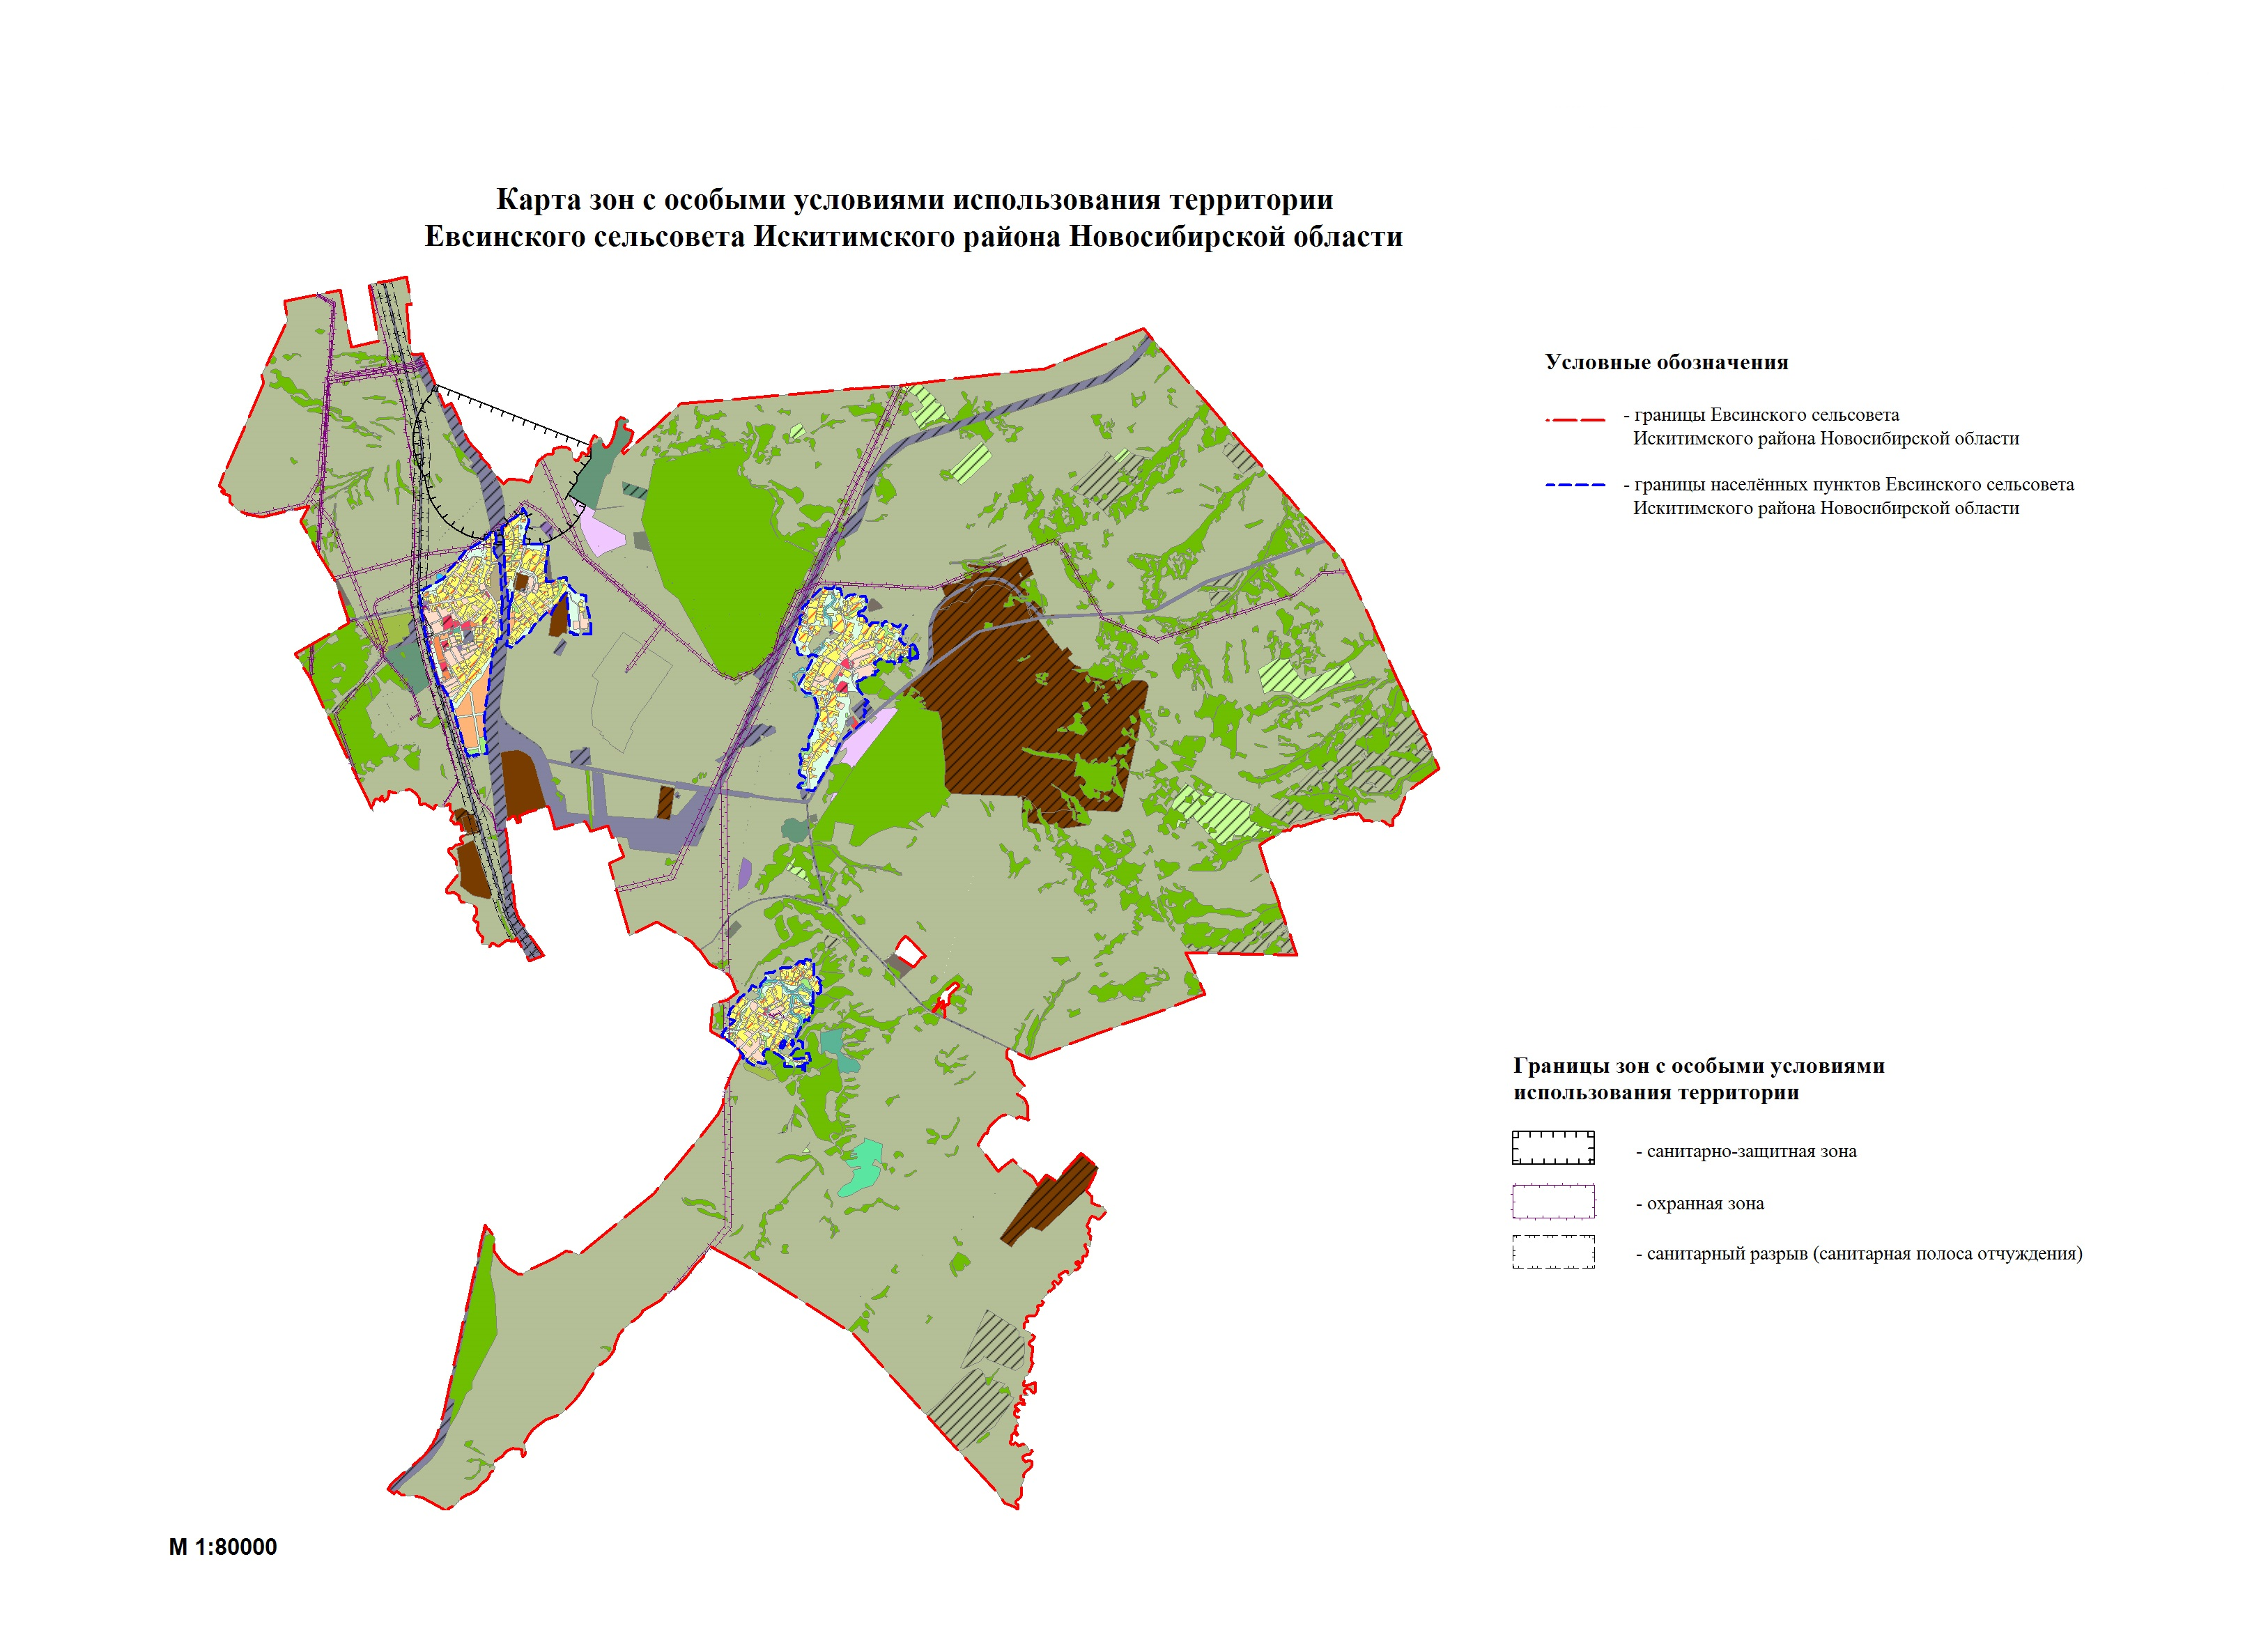 Карта зон с особыми условиями использования территории
Евсинского сельсовета Искитимского района Новосибирской области
Условные обозначения
- границы Евсинского сельсовета
Искитимского района Новосибирской области
- границы населённых пунктов Евсинского сельсовета
Искитимского района Новосибирской области
Границы зон с особыми условиями
использования территории
- санитарно-защитная зона
- охранная зона
- санитарный разрыв (санитарная полоса отчуждения)
М 1:80000